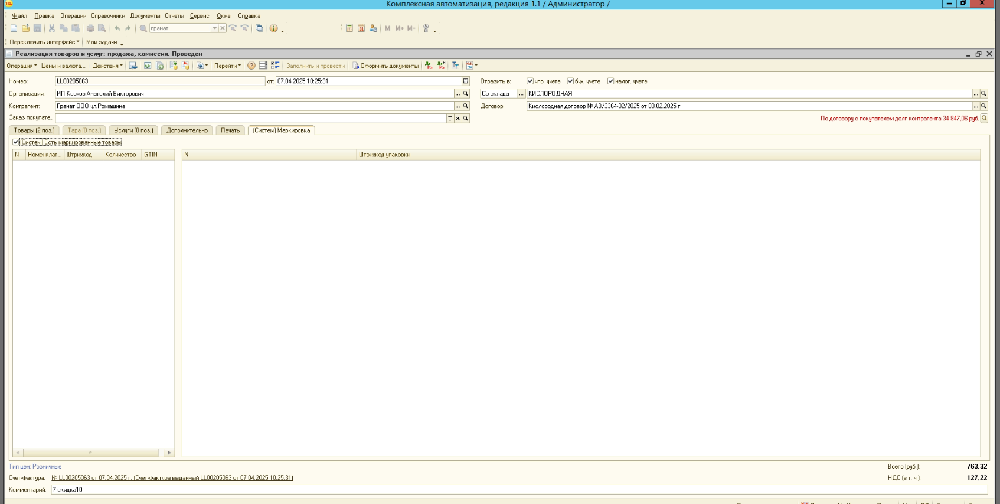 Комплексная автоматизация, редакция 1.1 / Администратор /
Файл Правка Операции Справочники Документы Отчеты Сервис Окна Справка
гранат M M+ M-
Переключить интерфейс Мои задачи
Реализация товаров и услуг: продажа, комиссия. Проведен
Операция Цены и валюта... Действия Перейти Заполнить и провести Оформить документы
Номер: LL00205063 от: 07.04.2025 10:25:31 Отразить в: упр. учете бух. учете налог. учете
Организация: ИП Корхов Анатолий Викторович ... Со склада ... КИСЛОРОДНАЯ ...
Контрагент: Гранат ООО ул.Ромашина ... Договор: Кислородная договор № АВ/3364-02/2025 от 03.02.2025 г. ...
Заказ покупате... T По договору с покупателем долг контрагента 34 847,06 руб.
Товары (2 поз.) Тара (0 поз.) Услуги (0 поз.) Дополнительно Печать (Систем) Маркировка
(Систем) Есть маркированные товары
N Номенклат... Штрихкод Количество GTIN N Штрихкод упаковки
Тип цен: Розничные Всего (руб.): 763,32
Счет-фактура: № LL00205063 от 07.04.2025 г. (Счет-фактура выданный LL00205063 от 07.04.2025 10:25:31) НДС (в т. ч.): 127,22
Комментарий: 7 скидка10